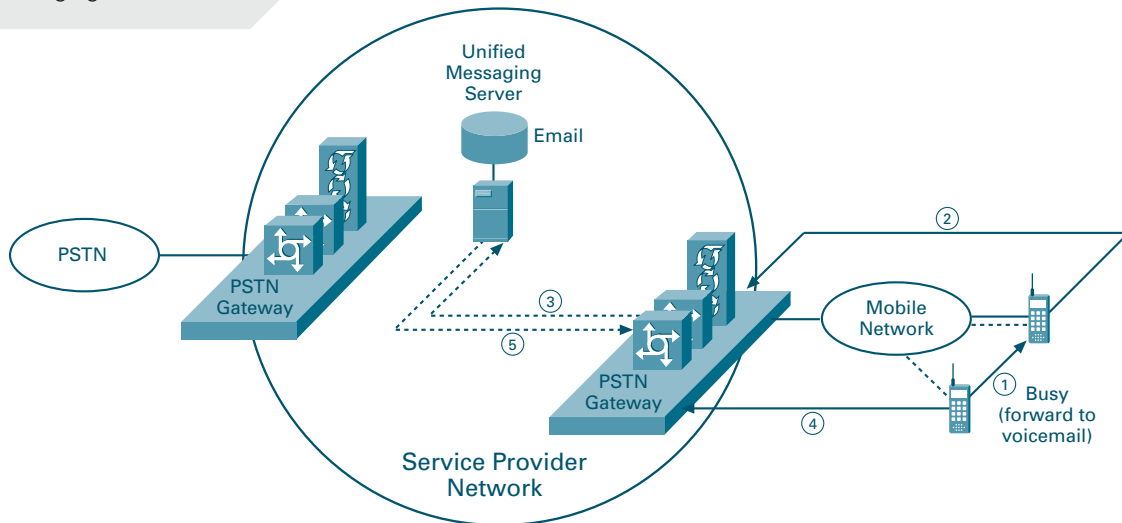 Unified
Messaging
Server
Email
2
PSTN
PSTN
Gateway
3
5
Mobile
Network
PSTN
Gateway
1
Busy
(forward to
voicemail)
4
Service Provider
Network